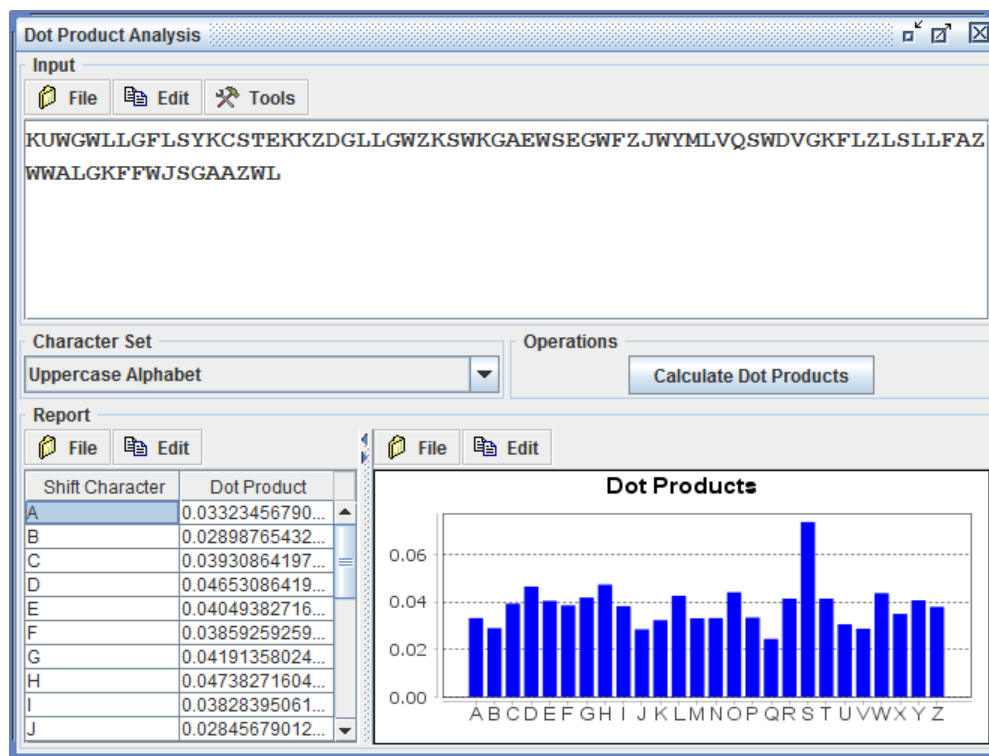 Dot Product Analysis
Input
File Edit Tools
KUWGWLLGFLSYKCSTEKKZDGLLGWZKSWKGAEWSEGWFZJWYMLVQSWDVGKFLZLSLLFAZ
WWALGKFFWJSGAAZWL
Character Set
Uppercase Alphabet
Operations
Calculate Dot Products
Report
File Edit
Shift Character Dot Product
A 0.03323456790...
B 0.02898765432...
C 0.03930864197...
D 0.04653086419...
E 0.04049382716...
F 0.03859259259...
G 0.04191358024...
H 0.04738271604...
I 0.03828395061...
J 0.02845679012...
File Edit
Dot Products
0.06
0.04
0.02
0.00
A B C D E F G H I J K L M N O P Q R S T U V W X Y Z